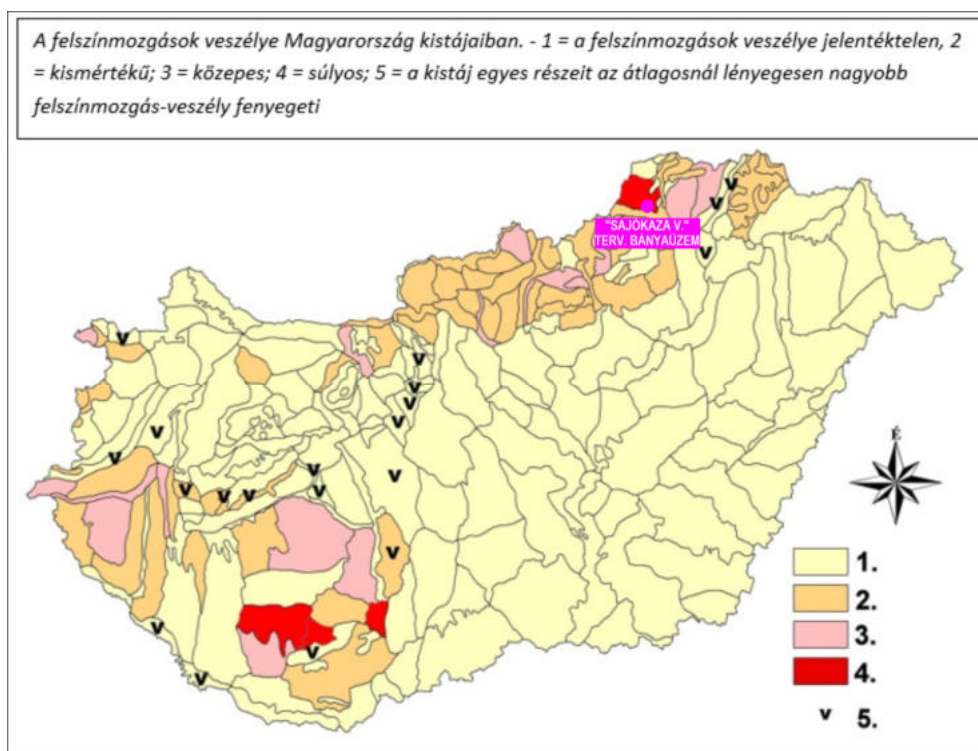 A felszínmozgások veszélye Magyarország kistájaiban. - 1 = a felszínmozgások veszélye jelentéktelen, 2
= kismértékű; 3 = közepes; 4 = súlyos; 5 = a kistáj egyes részeit az átlagosnál lényegesen nagyobb
felszínmozgás-veszély fenyegeti
"SAJÓKAZA V."
TERV. BÁNYAÜZEM
É
1.
2.
3.
4.
v 5.